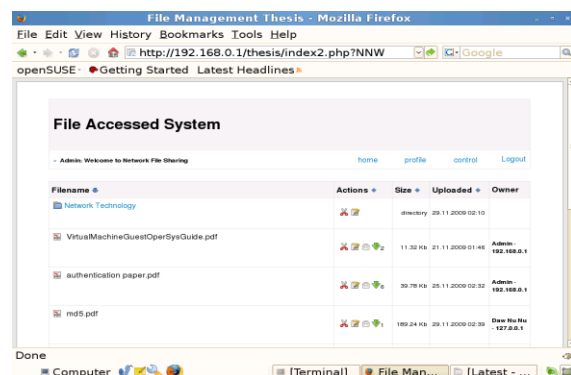 File Management Thesis - Mozilla Firefox
File Edit View History Bookmarks Tools Help
http://192.168.0.1/thesis/index2.php?NNW
Google
openSUSE Getting Started Latest Headlines
File Accessed System
- Admin: Welcome to Network File Sharing home profile control Logout
Filename Actions Size Uploaded Owner
Network Technology directory 29.11.2009 02:10
VirtualMachineGuestOperSysGuide.pdf 2 11.32 Kb 21.11.2009 01:46 Admin - 192.168.0.1
authentication paper.pdf 6 39.78 Kb 25.11.2009 02:32 Admin - 192.168.0.1
md5.pdf 1 189.24 Kb 29.11.2009 02:39 Daw Nu Nu - 127.0.0.1
Done
Computer [Terminal] File Man... [Latest - ...